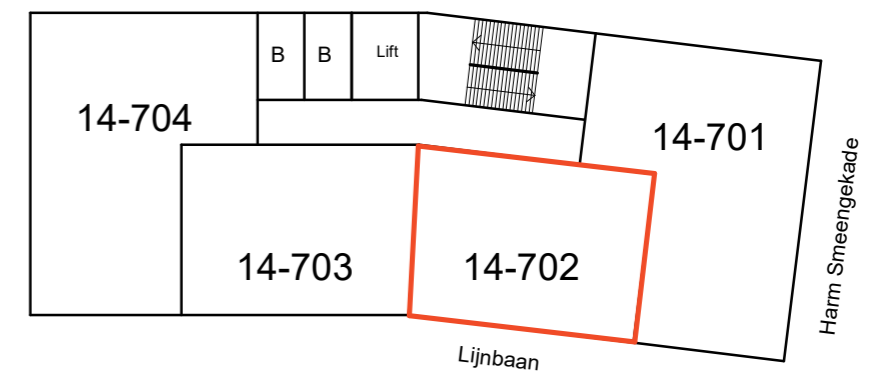 B
B
Lift
14-704
14-701
14-703
14-702
Harm Smeengekade
Lijnbaan